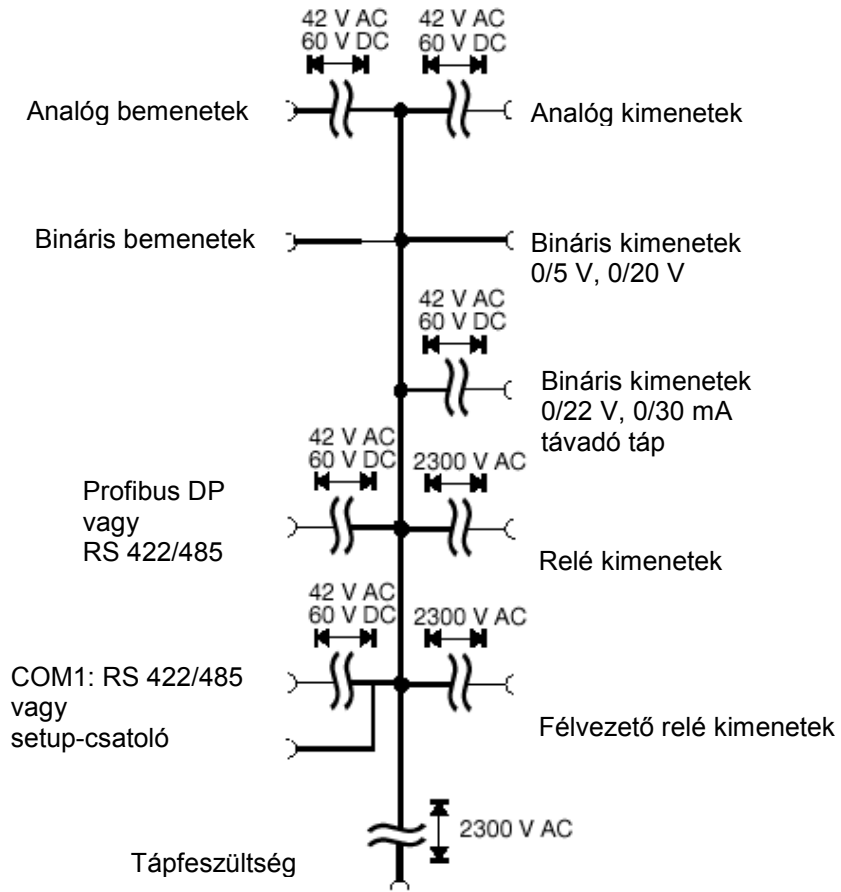 42 V AC
60 V DC
42 V AC
60 V DC
Analóg bemenetek
Analóg kimenetek
Bináris bemenetek
Bináris kimenetek
0/5 V, 0/20 V
42 V AC
60 V DC
Bináris kimenetek
0/22 V, 0/30 mA
távadó táp
42 V AC
60 V DC
2300 V AC
Profibus DP
vagy
RS 422/485
Relé kimenetek
42 V AC
60 V DC
2300 V AC
COM1: RS 422/485
vagy
setup-csatoló
Félvezető relé kimenetek
2300 V AC
Tápfeszültség